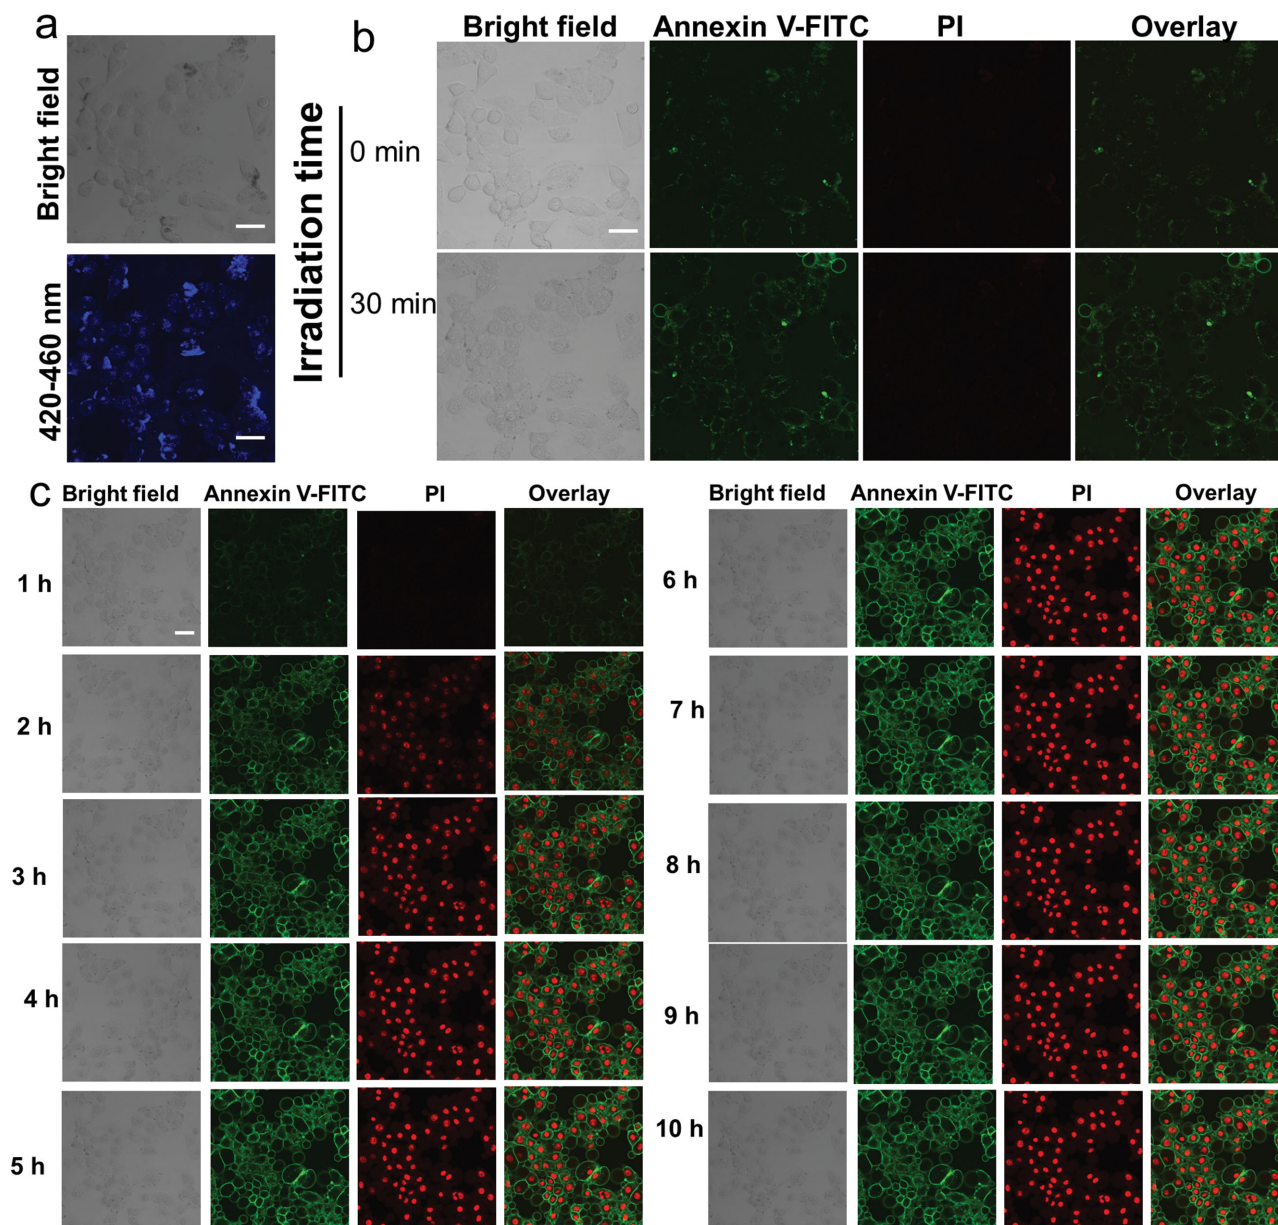 a
Bright field
420-460 nm
b
Irradiation time
Bright field Annexin V-FITC PI Overlay
0 min
30 min
c
Bright field Annexin V-FITC PI Overlay
1 h
2 h
3 h
4 h
5 h
Bright field Annexin V-FITC PI Overlay
6 h
7 h
8 h
9 h
10 h